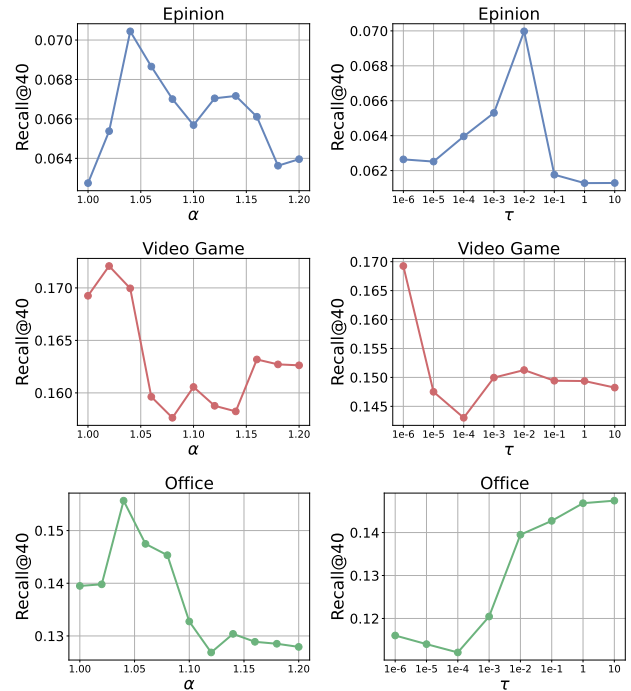 Epinion
Recall@40
0.070
0.068
0.066
0.064
1.00 1.05 1.10 1.15 1.20
α
Epinion
Recall@40
0.070
0.068
0.066
0.064
0.062
1e-6 1e-5 1e-4 1e-3 1e-2 1e-1 1 10
τ
Video Game
Recall@40
0.170
0.165
0.160
1.00 1.05 1.10 1.15 1.20
α
Video Game
Recall@40
0.170
0.165
0.160
0.155
0.150
0.145
1e-6 1e-5 1e-4 1e-3 1e-2 1e-1 1 10
τ
Office
Recall@40
0.15
0.14
0.13
1.00 1.05 1.10 1.15 1.20
α
Office
Recall@40
0.14
0.13
0.12
1e-6 1e-5 1e-4 1e-3 1e-2 1e-1 1 10
τ